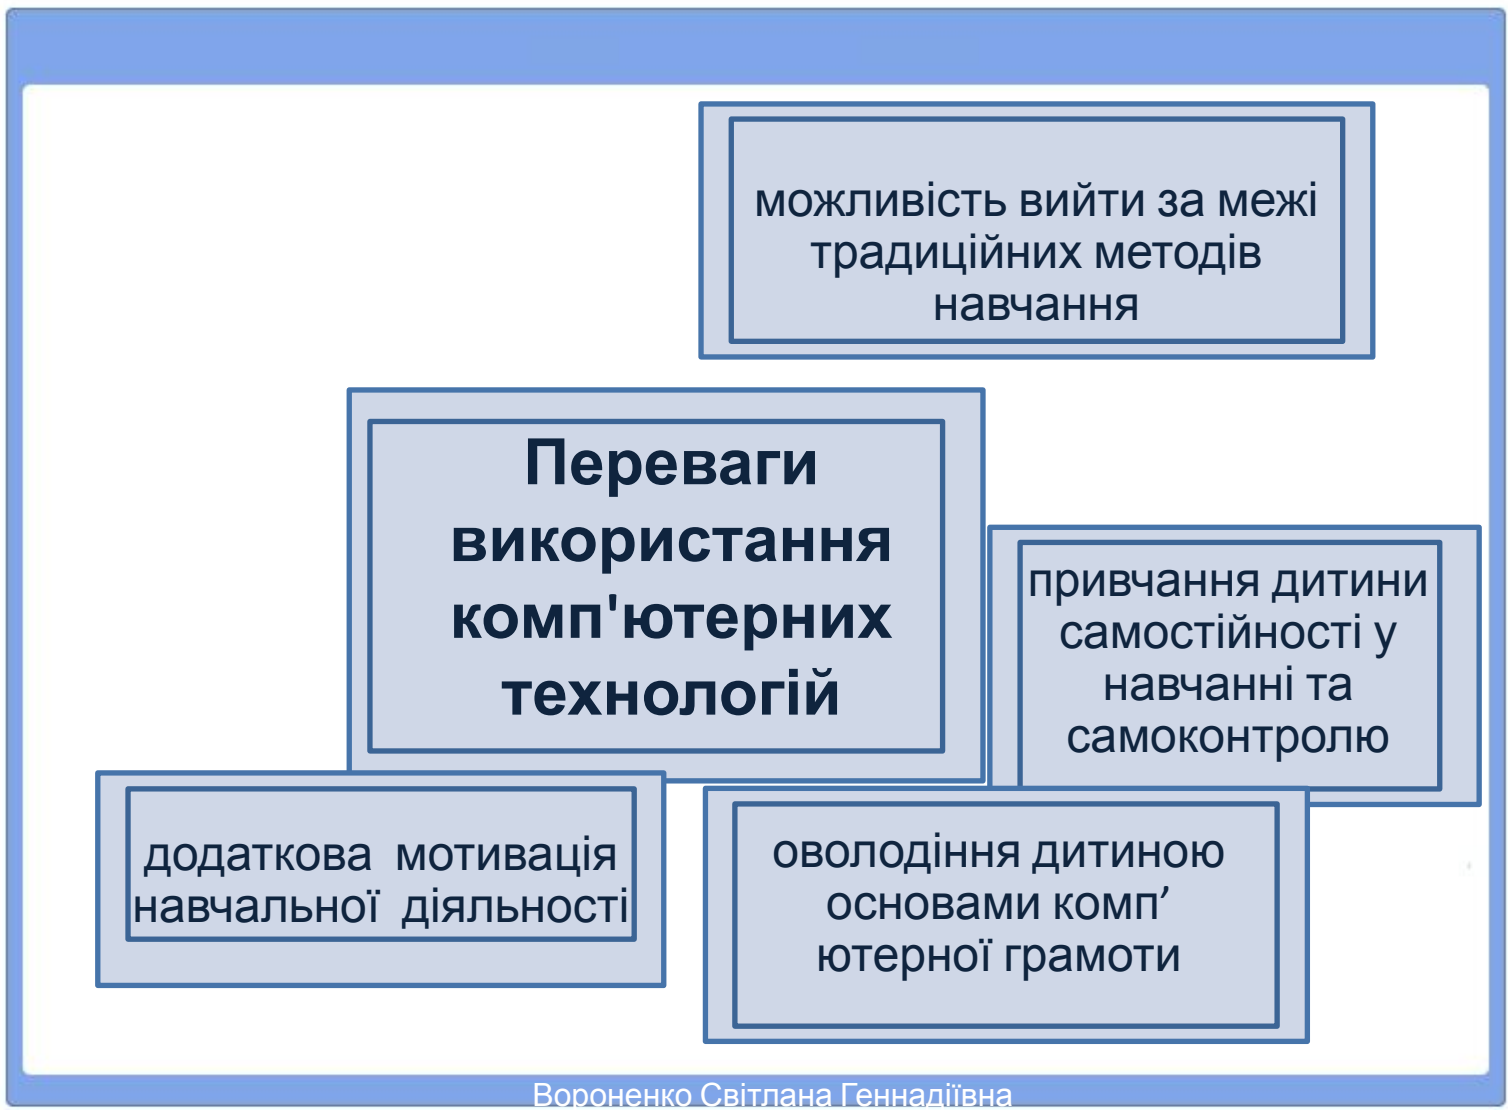 можливість вийти за межі
традиційних методів
навчання
Переваги
використання
комп'ютерних
технологій
привчання дитини
самостійності у
навчанні та
самоконтролю
додаткова мотивація
навчальної діяльності
оволодіння дитиною
основами комп’
ютерної грамоти
Вороненко Світлана Геннадіївна